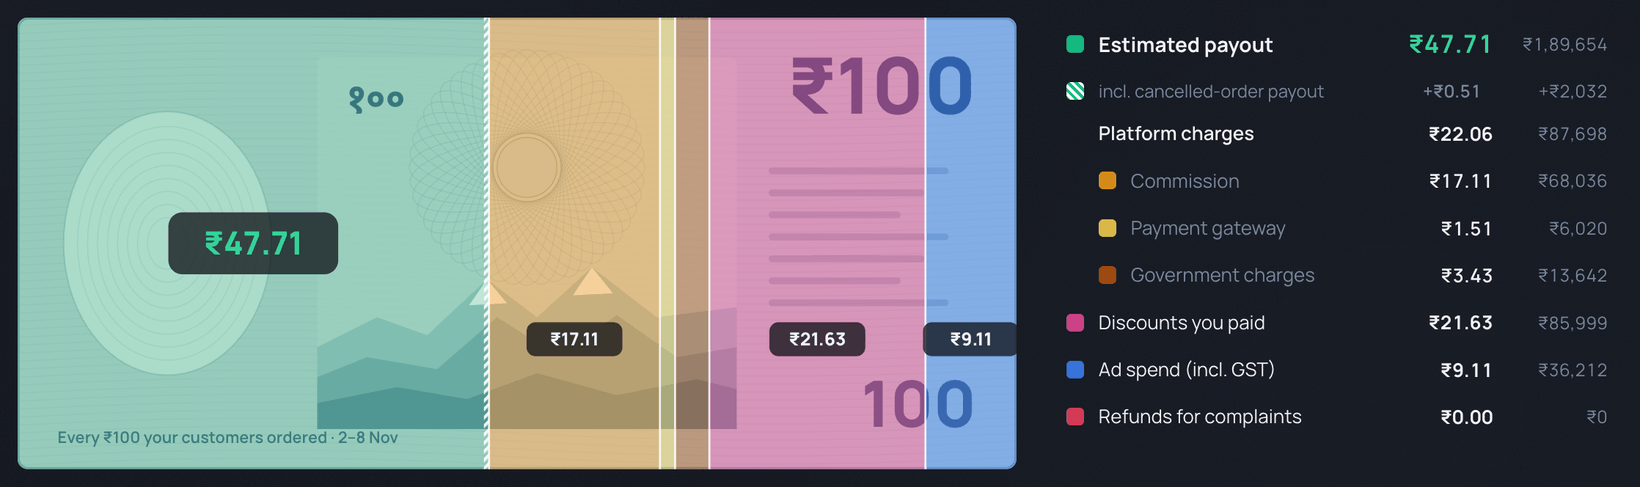 १००
₹100
₹47.71
₹17.11
₹21.63
₹9.11
100
Every ₹100 your customers ordered · 2–8 Nov
Estimated payout ₹47.71 ₹1,89,654
incl. cancelled-order payout +₹0.51 +₹2,032
Platform charges ₹22.06 ₹87,698
Commission ₹17.11 ₹68,036
Payment gateway ₹1.51 ₹6,020
Government charges ₹3.43 ₹13,642
Discounts you paid ₹21.63 ₹85,999
Ad spend (incl. GST) ₹9.11 ₹36,212
Refunds for complaints ₹0.00 ₹0